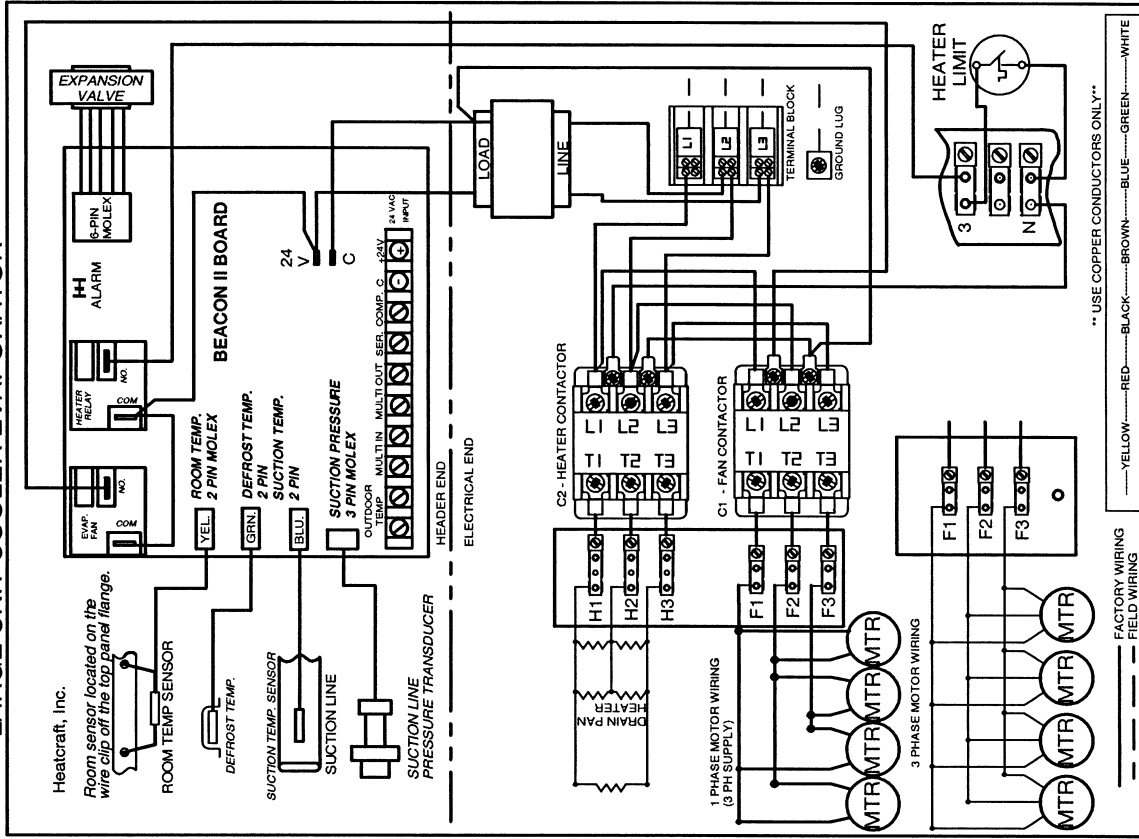 Heatcraft, Inc.
Room sensor located on the
wire clip off the top panel flange.
ROOM TEMP SENSOR
DEFROST TEMP.
SUCTION TEMP. SENSOR
SUCTION LINE
SUCTION LINE
PRESSURE TRANSDUCER
EXPANSION
VALVE
6-PIN
MOLEX
ALARM
HEATER
RELAY
NO.
COM
EVAP.
FAN
NO.
COM
BEACON II BOARD
24
V
C
YEL.
ROOM TEMP.
2 PIN MOLEX
GRN.
DEFROST TEMP.
2 PIN
BLU.
SUCTION TEMP.
2 PIN
SUCTION PRESSURE
3 PIN MOLEX
OUTDOOR
TEMP
MULTI IN
MULTI OUT
SER.
COMP.
C
+24V
24 VAC
INPUT
HEADER END
ELECTRICAL END
LOAD
LINE
L1
L2
L3
TERMINAL BLOCK
GROUND LUG
HEATER
LIMIT
3
N
C2 - HEATER CONTACTOR
L1
L2
L3
T1
T2
T3
C1 - FAN CONTACTOR
L1
L2
L3
T1
T2
T3
H1
H2
H3
F1
F2
F3
DRAIN PAN
HEATER
1 PHASE MOTOR WIRING
(3 PH SUPPLY)
MTR
MTR
MTR
MTR
3 PHASE MOTOR WIRING
MTR
MTR
MTR
MTR
F1
F2
F3
** USE COPPER CONDUCTORS ONLY**
YELLOW RED BLACK BROWN BLUE GREEN WHITE
FACTORY WIRING
FIELD WIRING